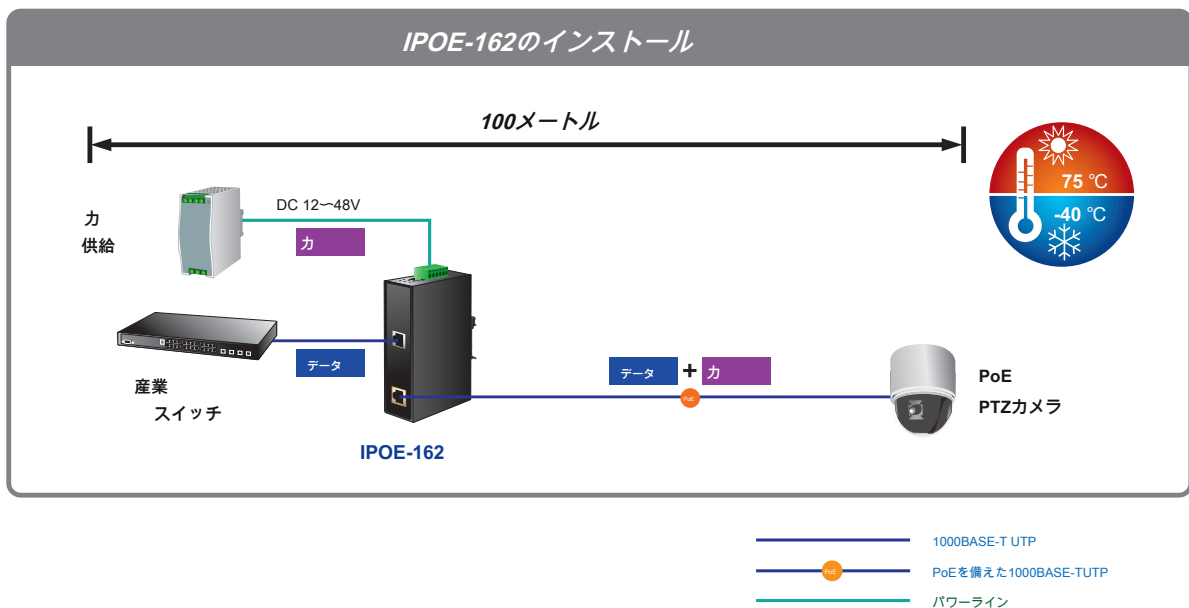 IPOE-162のインストール
100メートル
75 ℃
-40 ℃
力
供給
DC 12〜48V
力
データ
産業
スイッチ
IPOE-162
データ + 力
PoE
PoE
PTZカメラ
1000BASE-T UTP
PoE
PoEを備えた1000BASE-TUTP
パワーライン